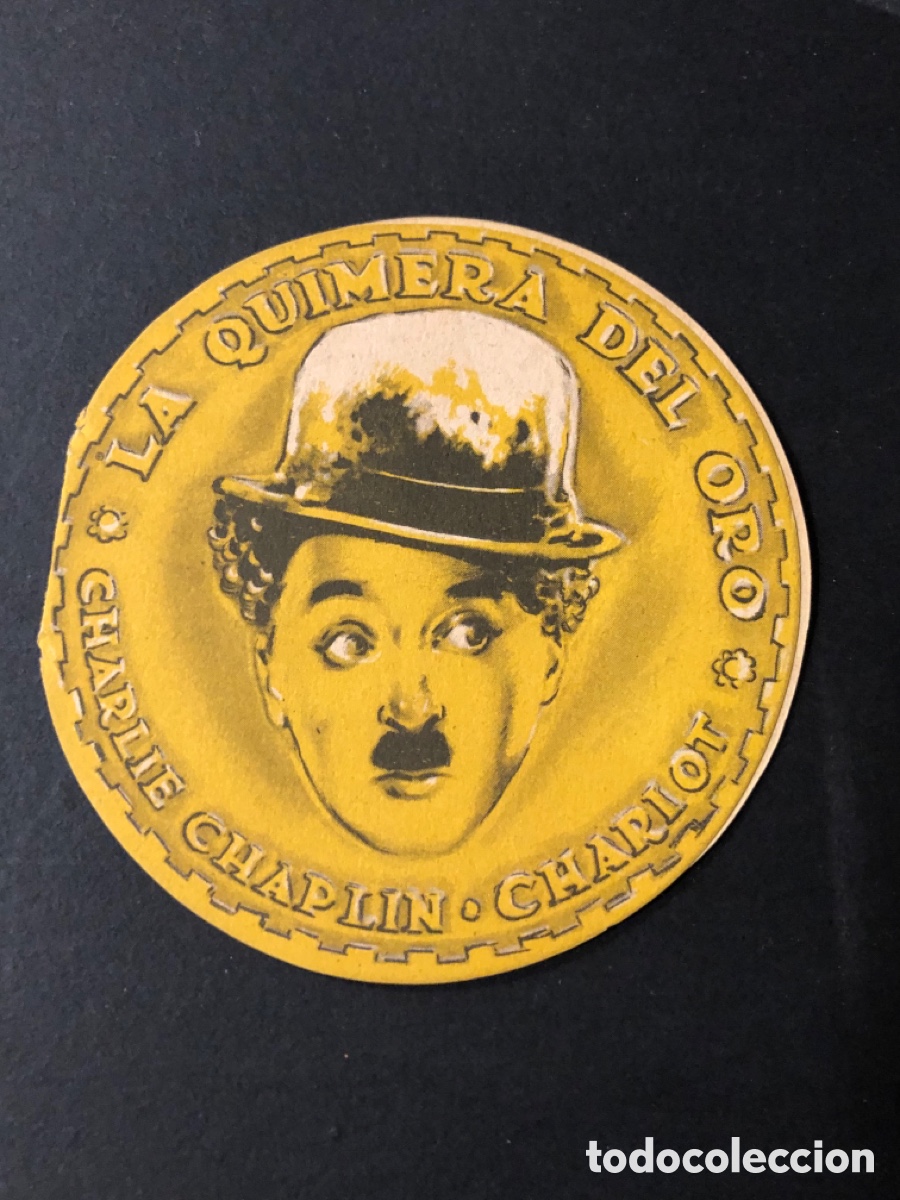 LA QUIMERA DEL ORO
CHARLIE CHAPLIN · CHARLOT
todocoleccion